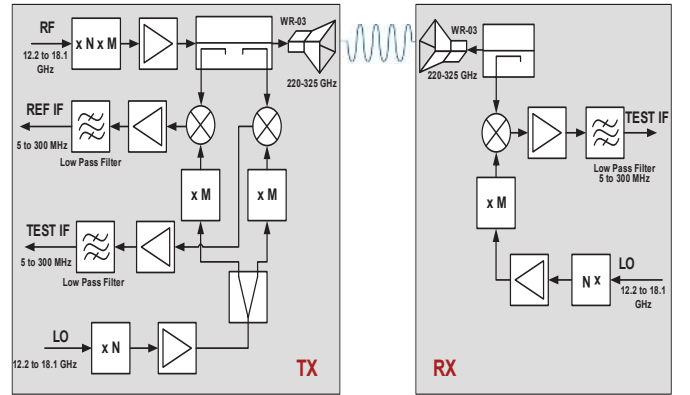 RF
12.2 to 18.1
GHz
x N x M
WR-03
220-325 GHz
REF IF
5 to 300 MHz
Low Pass Filter
x M
x M
TEST IF
5 to 300 MHz
Low Pass Filter
LO
12.2 to 18.1 GHz
x N
TX
WR-03
220-325 GHz
TEST IF
Low Pass Filter
5 to 300 MHz
x M
N x
LO
12.2 to 18.1
GHz
RX